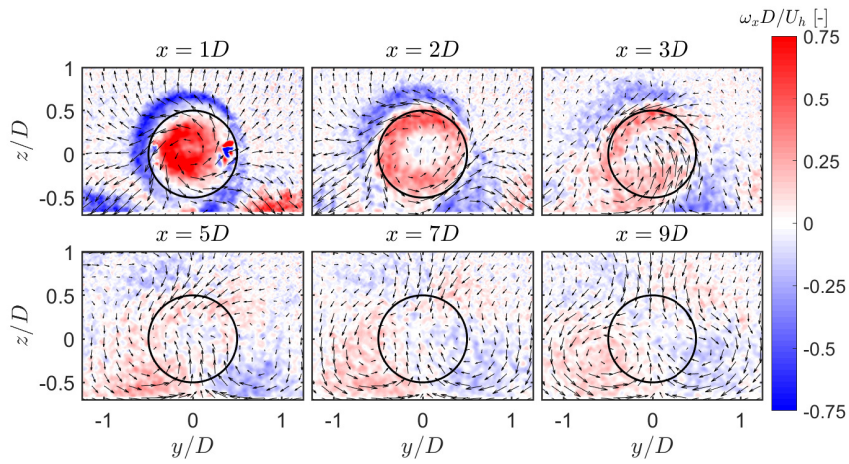 ω_x D/U_h [-]
x = 1D x = 2D x = 3D 0.75
1
0.5
0
-0.5
z/D
0.5
0.25
0
-0.25
-0.5
-0.75
x = 5D x = 7D x = 9D
1
0.5
0
-0.5
z/D
-1 0 1 -1 0 1 -1 0 1
y/D y/D y/D